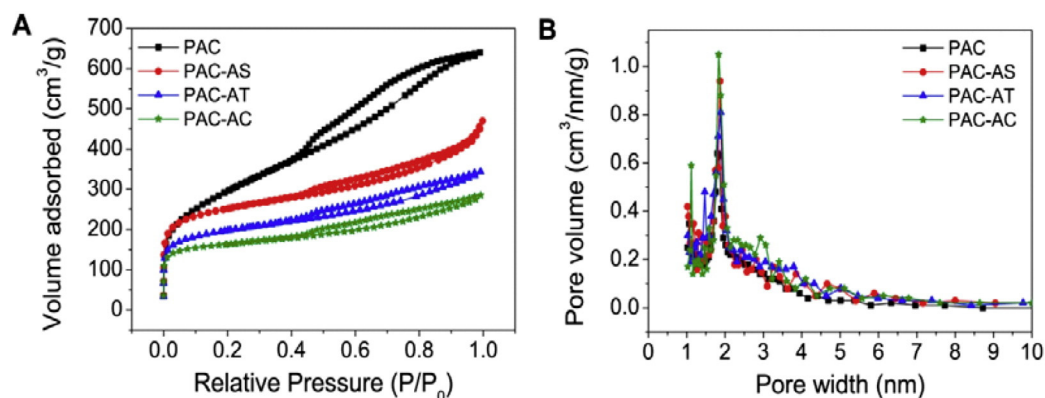 A
Volume adsorbed (cm³/g)
700
600
500
400
300
200
100
0
PAC
PAC-AS
PAC-AT
PAC-AC
0.0 0.2 0.4 0.6 0.8 1.0
Relative Pressure (P/P₀)
B
Pore volume (cm³/nm/g)
1.0
0.8
0.6
0.4
0.2
0.0
PAC
PAC-AS
PAC-AT
PAC-AC
0 1 2 3 4 5 6 7 8 9 10
Pore width (nm)